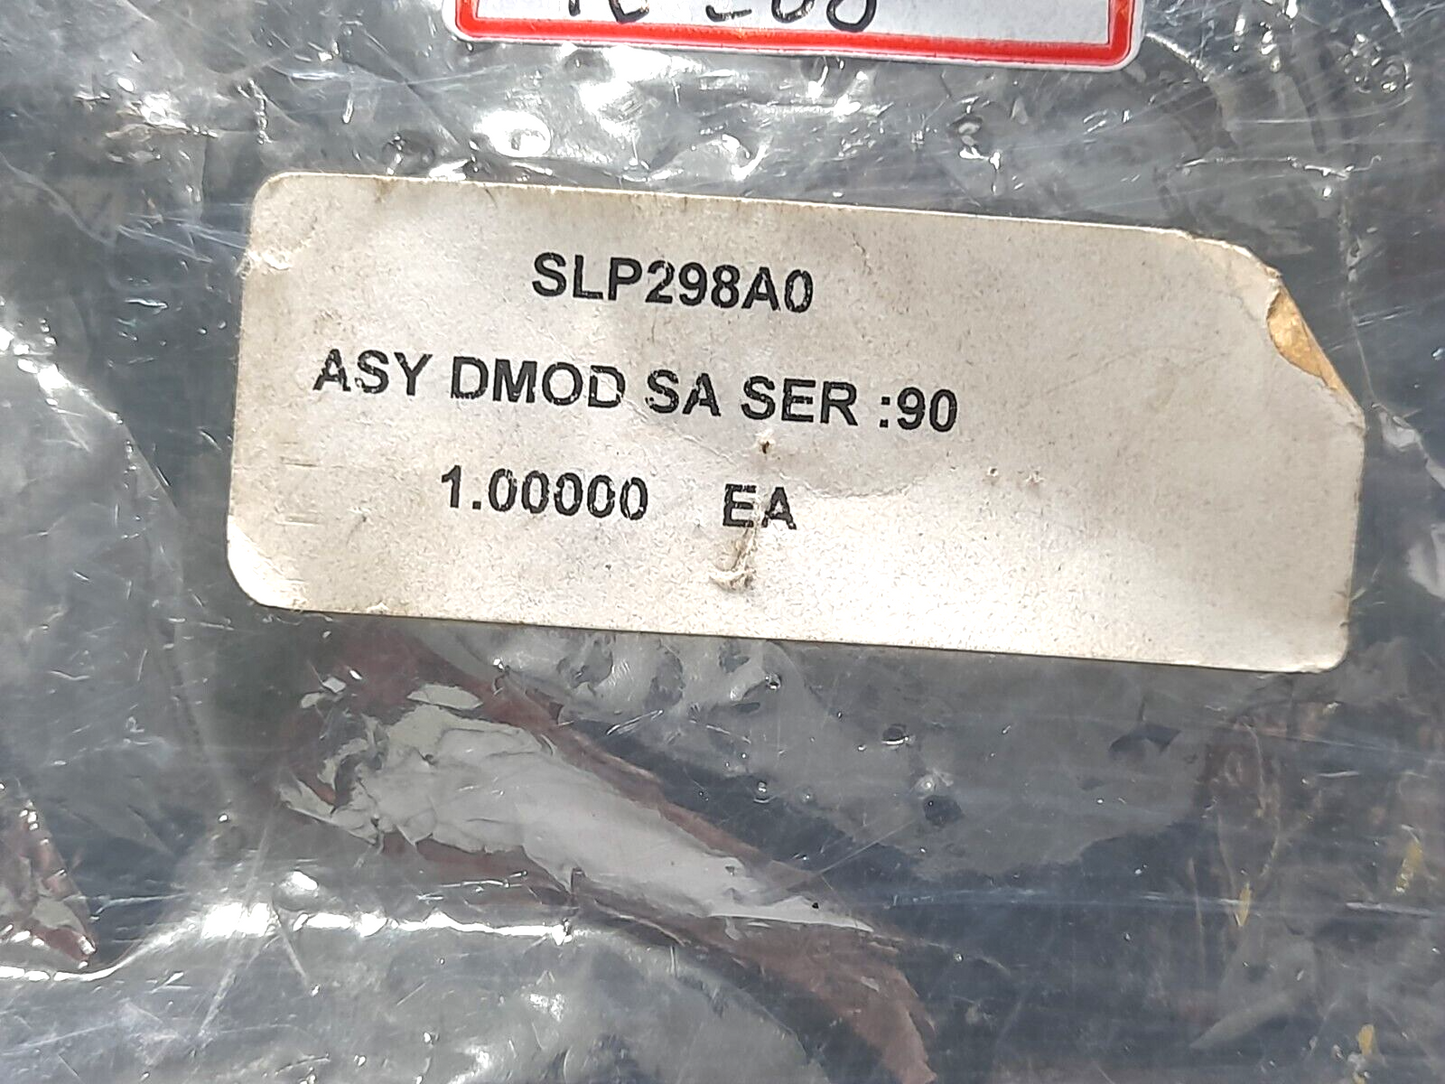 SLP298A0
ASY DMOD SA SER :90
1.00000 EA